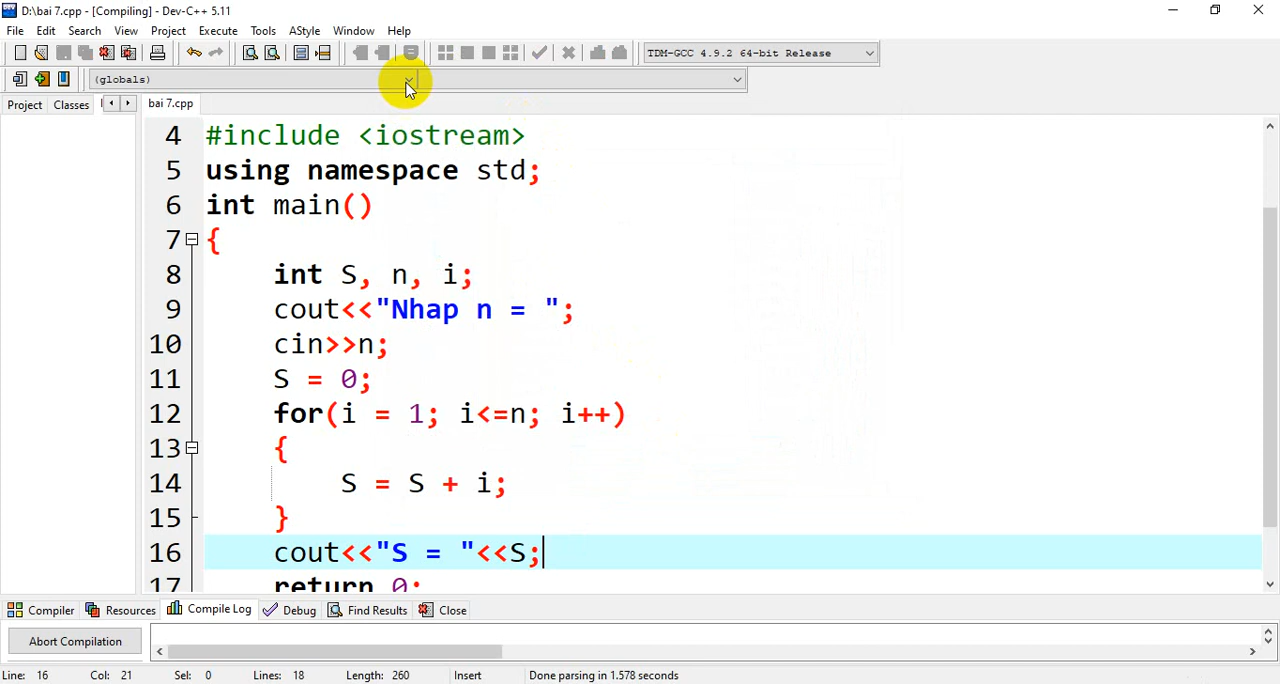 D:\bai 7.cpp - [Compiling] - Dev-C++ 5.11
File Edit Search View Project Execute Tools AStyle Window Help
TDM-GCC 4.9.2 64-bit Release
(globals)
Project Classes
bai 7.cpp
4 #include <iostream>
5 using namespace std;
6 int main()
7 {
8 int S, n, i;
9 cout<<"Nhap n = ";
10 cin>>n;
11 S = 0;
12 for(i = 1; i<=n; i++)
13 {
14 S = S + i;
15 }
16 cout<<"S = "<<S;
17 return 0;
Compiler Resources Compile Log Debug Find Results Close
Abort Compilation
Line: 16 Col: 21 Sel: 0 Lines: 18 Length: 260 Insert Done parsing in 1.578 seconds